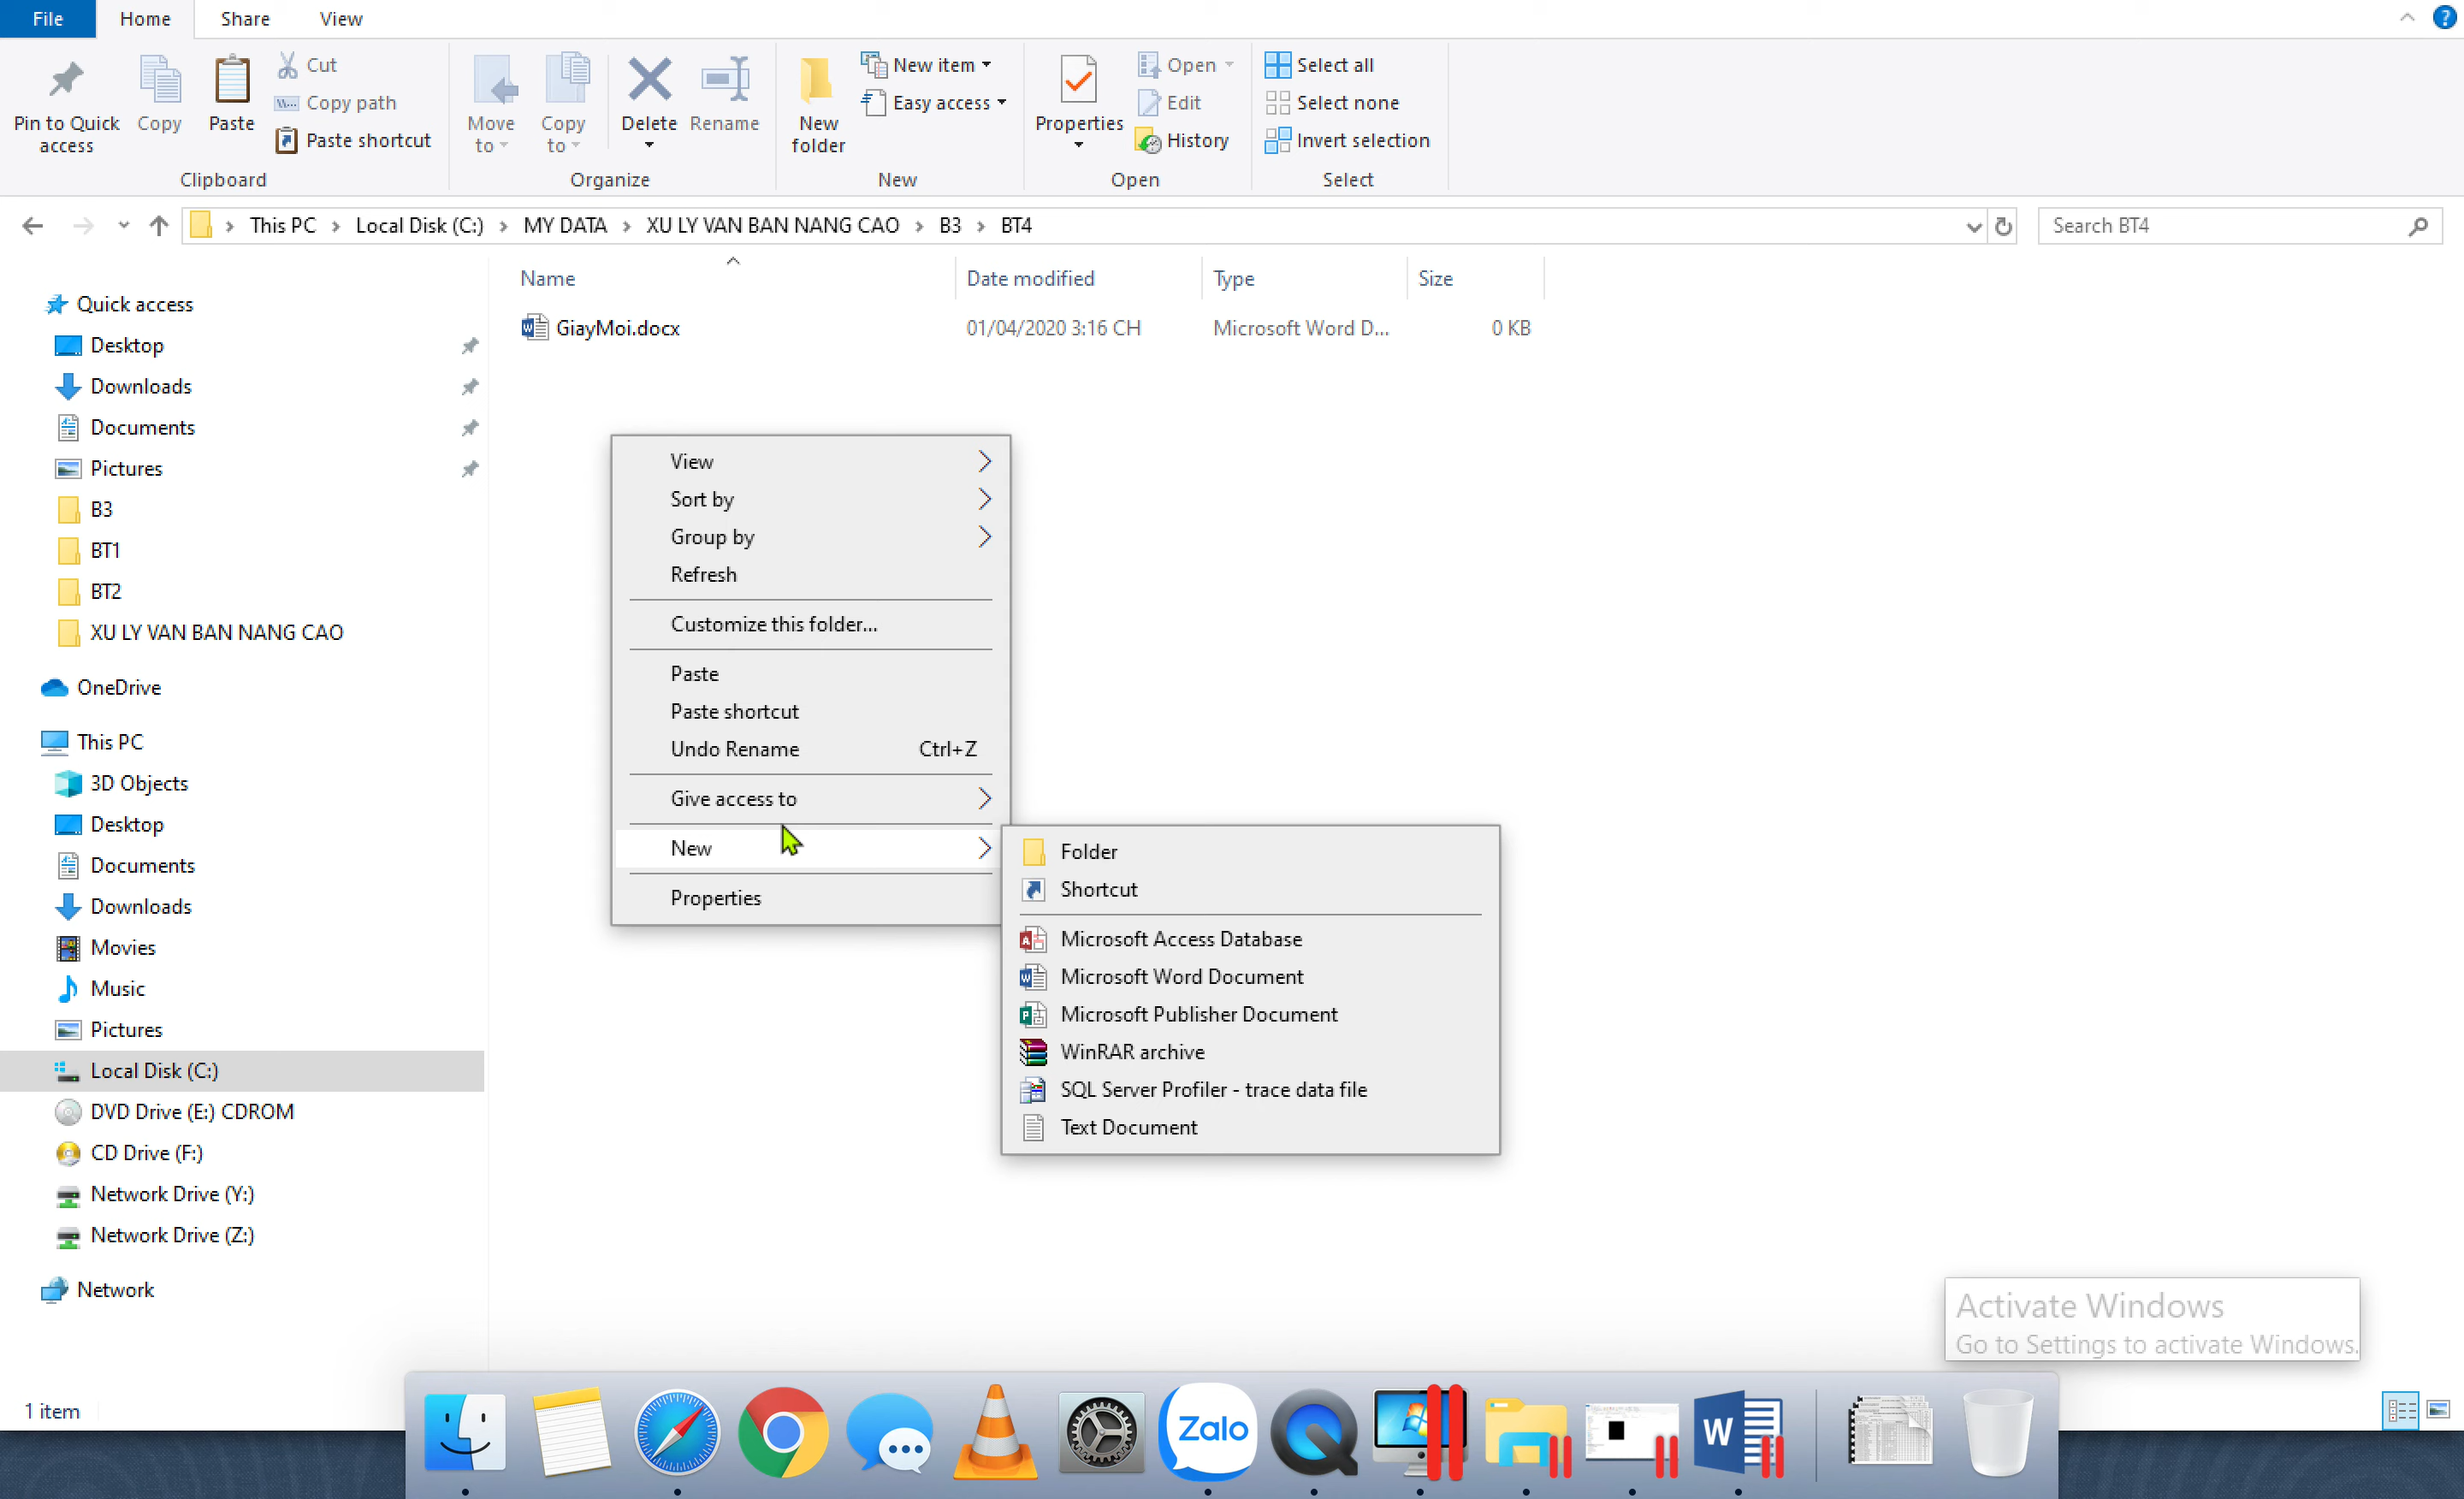 File Home Share View
Pin to Quick access
Copy
Paste
Cut
Copy path
Paste shortcut
Clipboard
Move to
Copy to
Delete
Rename
Organize
New folder
New item
Easy access
New
Properties
Open
Edit
History
Open
Select all
Select none
Invert selection
Select
This PC > Local Disk (C:) > MY DATA > XU LY VAN BAN NANG CAO > B3 > BT4
Search BT4
Name Date modified Type Size
GiayMoi.docx 01/04/2020 3:16 CH Microsoft Word D... 0 KB
Quick access
Desktop
Downloads
Documents
Pictures
B3
BT1
BT2
XU LY VAN BAN NANG CAO
OneDrive
This PC
3D Objects
Desktop
Documents
Downloads
Movies
Music
Pictures
Local Disk (C:)
DVD Drive (E:) CDROM
CD Drive (F:)
Network Drive (Y:)
Network Drive (Z:)
Network
View
Sort by
Group by
Refresh
Customize this folder...
Paste
Paste shortcut
Undo Rename Ctrl+Z
Give access to
New
Properties
Folder
Shortcut
Microsoft Access Database
Microsoft Word Document
Microsoft Publisher Document
WinRAR archive
SQL Server Profiler - trace data file
Text Document
Activate Windows
Go to Settings to activate Windows.
1 item
Zalo
W